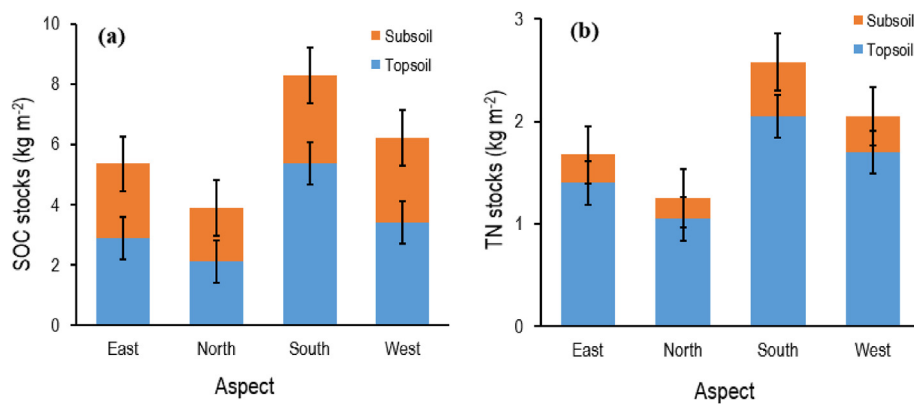 (a)
Subsoil
Topsoil
SOC stocks (kg m⁻²)
10
8
6
4
2
0
East North South West
Aspect
(b)
Subsoil
Topsoil
TN stocks (kg m⁻²)
3
2
1
0
East North South West
Aspect